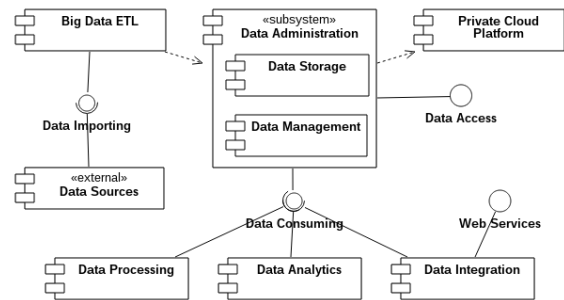 Big Data ETL
«subsystem»
Data Administration
Private Cloud
Platform
Data Storage
Data Importing
Data Management
Data Access
«external»
Data Sources
Data Consuming
Web Services
Data Processing
Data Analytics
Data Integration